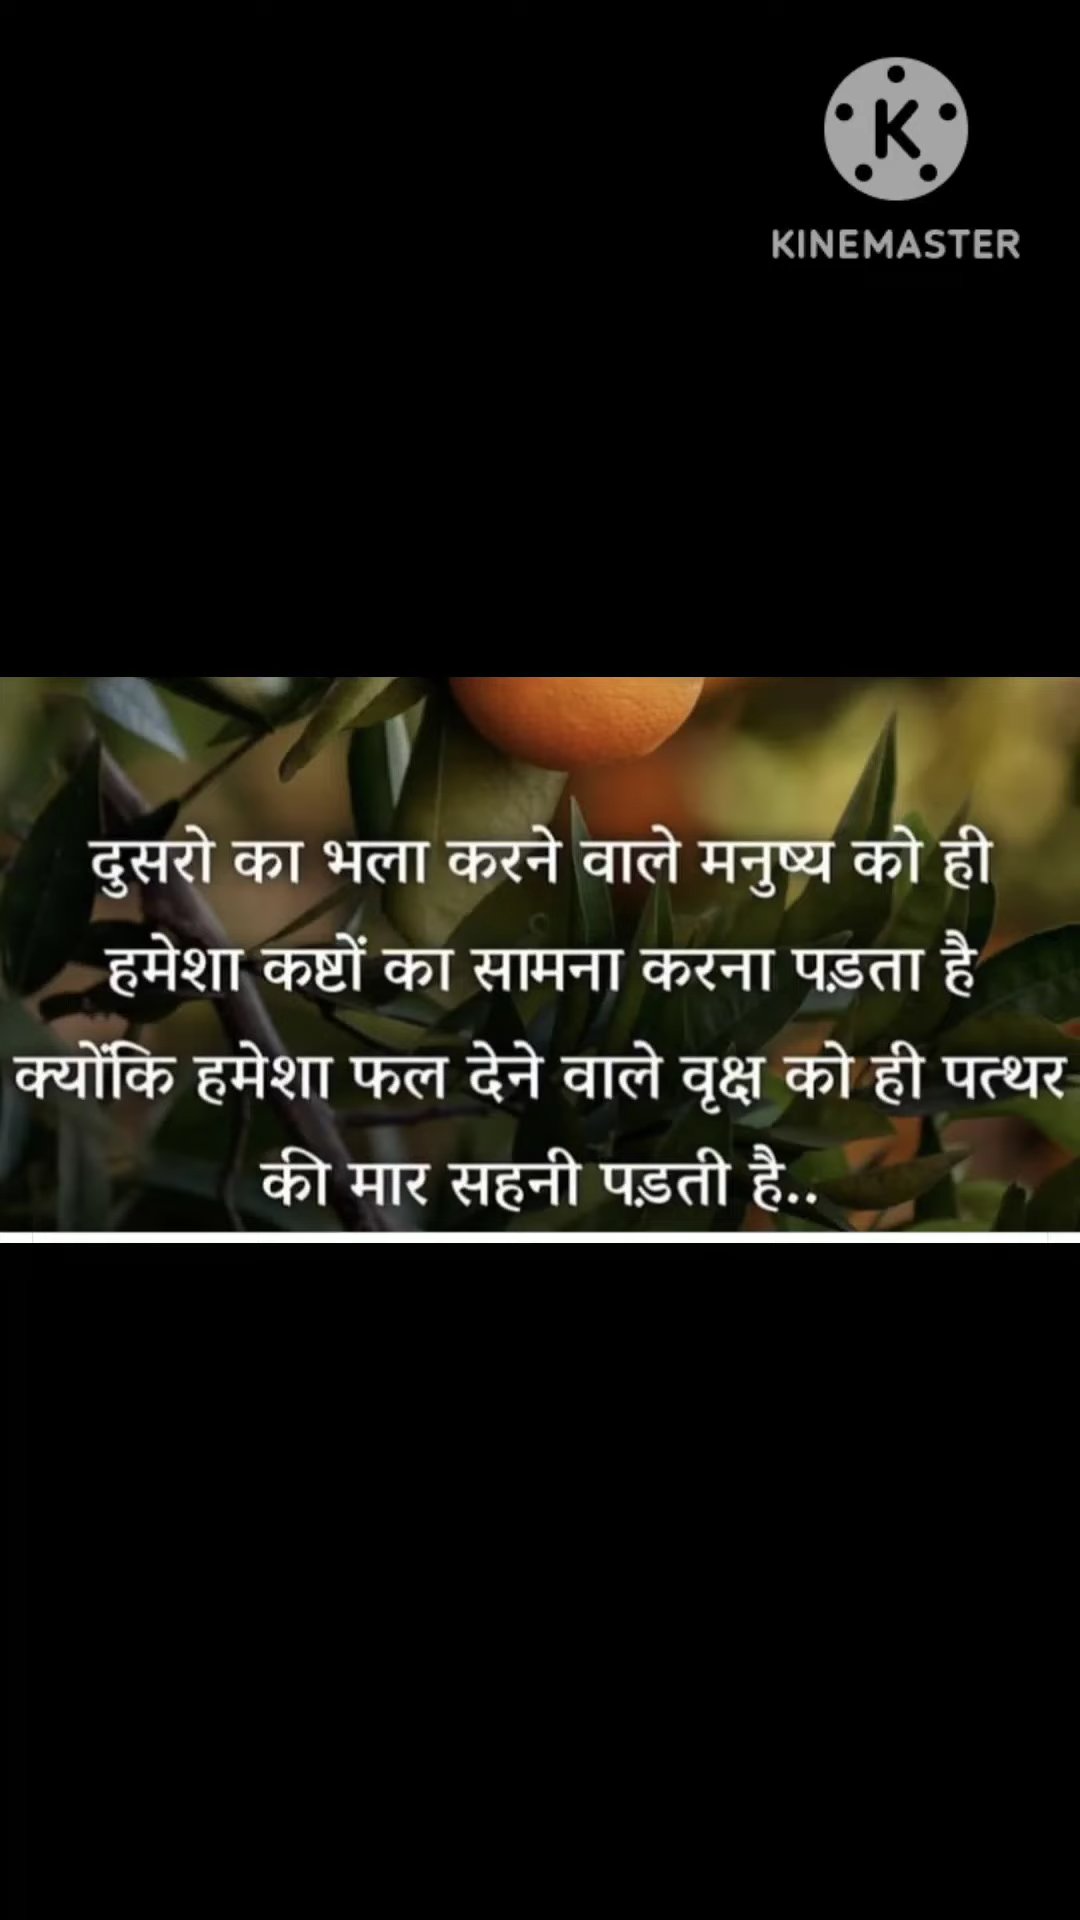 KINEMASTER
दुसरो का भला करने वाले मनुष्य को ही
हमेशा कष्टों का सामना करना पड़ता है
क्योंकि हमेशा फल देने वाले वृक्ष को ही पत्थर
की मार सहनी पड़ती है..